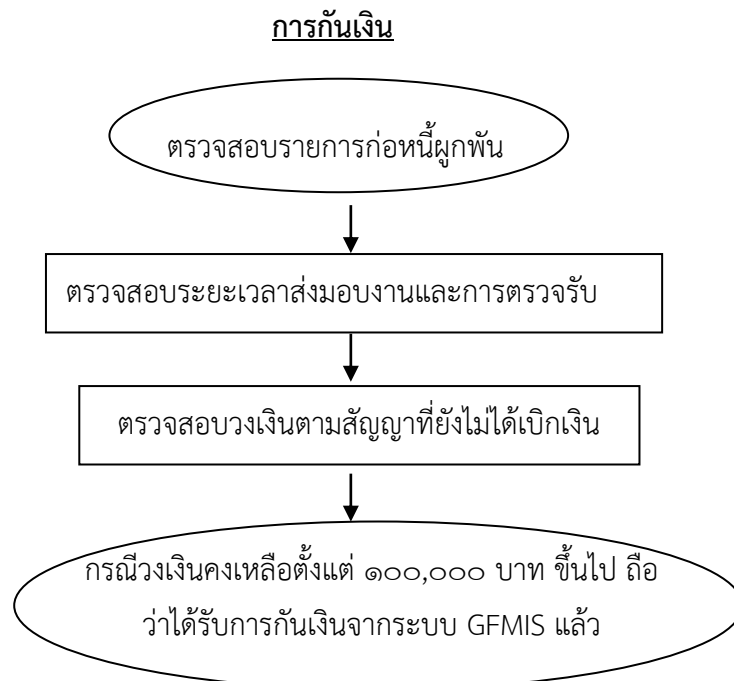 การกันเงิน
ตรวจสอบรายการก่อหนี้ผูกพัน
ตรวจสอบระยะเวลาส่งมอบงานและการตรวจรับ
ตรวจสอบวงเงินตามสัญญาที่ยังไม่ได้เบิกเงิน
กรณีวงเงินคงเหลือตั้งแต่ ๑๐๐,๐๐๐ บาท ขึ้นไป ถือ
ว่าได้รับการกันเงินจากระบบ GFMIS แล้ว